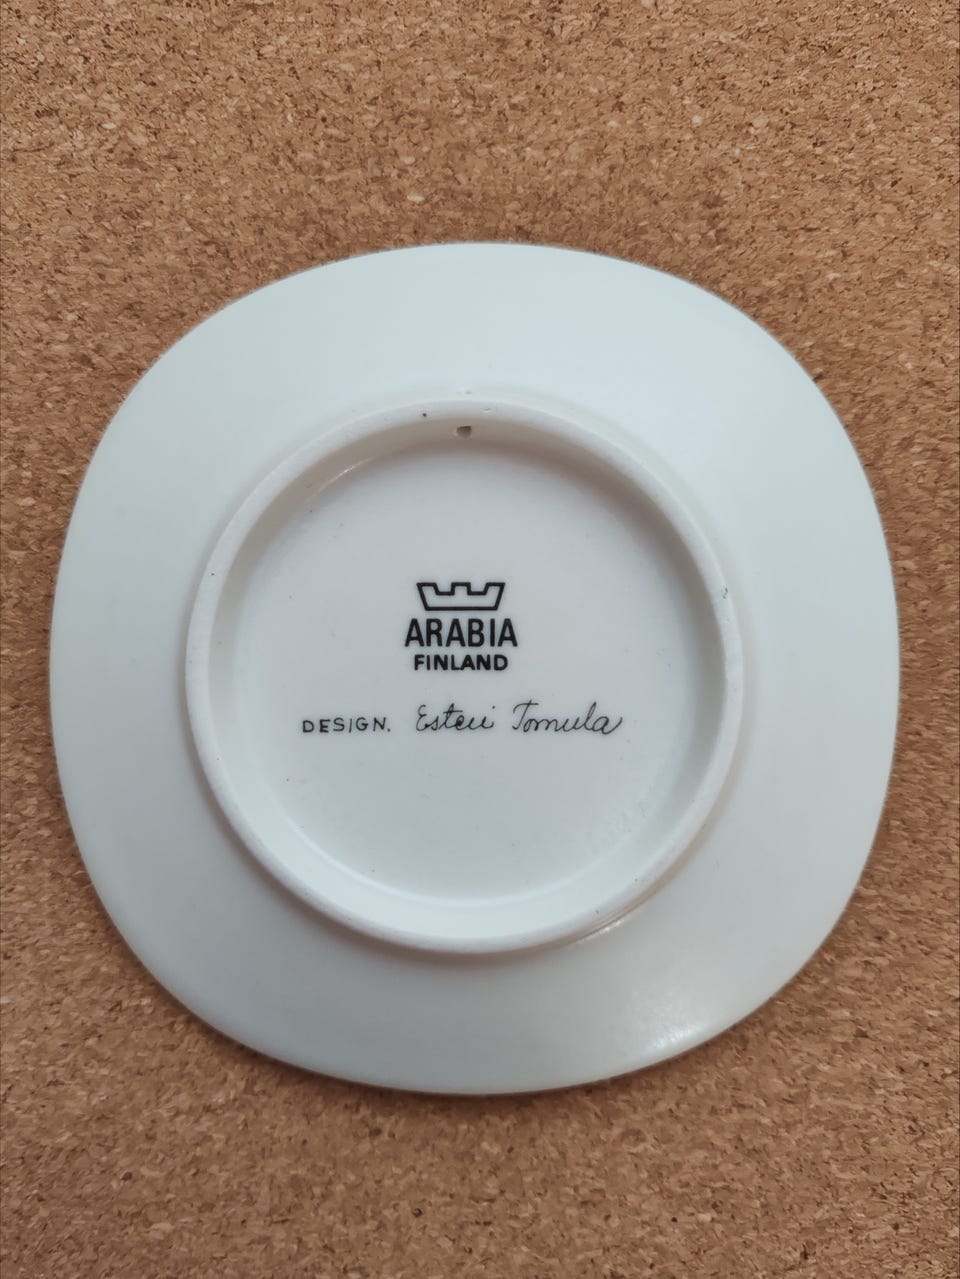 ARABIA
FINLAND
DESIGN. Esteri Tomula